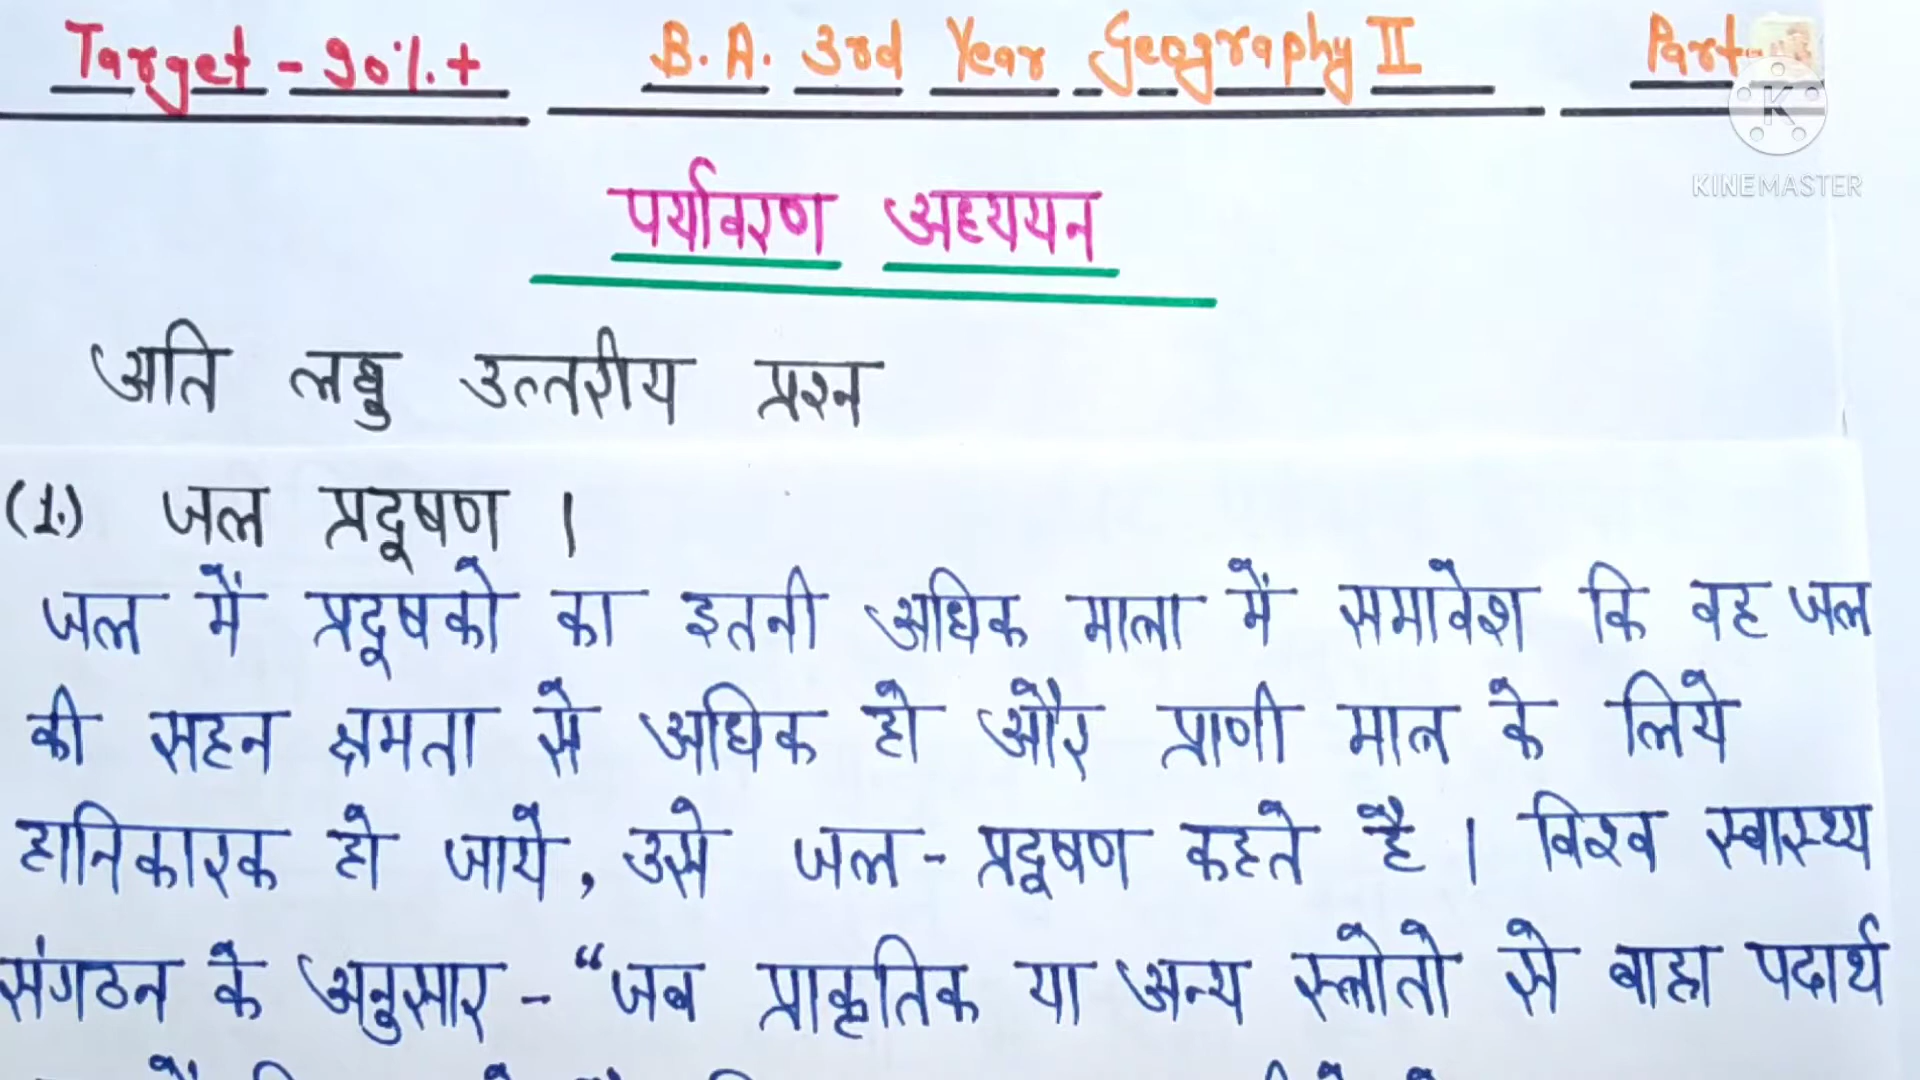 Target - 90%.+ B.A. 3rd Year Geography II Part-
KINEMASTER
पर्यावरण अध्ययन
अति लघु उत्तरीय प्रश्न
(1.) जल प्रदूषण ।
जल में प्रदूषको का इतनी अधिक मात्रा में समावेश कि वह जल
की सहन क्षमता से अधिक हो और प्राणी मात्र के लिये
हानिकारक हो जाये, उसे जल - प्रदूषण कहते है । विश्व स्वास्थ्य
संगठन के अनुसार - “जब प्राकृतिक या अन्य स्त्रोतो से बाह्य पदार्थ